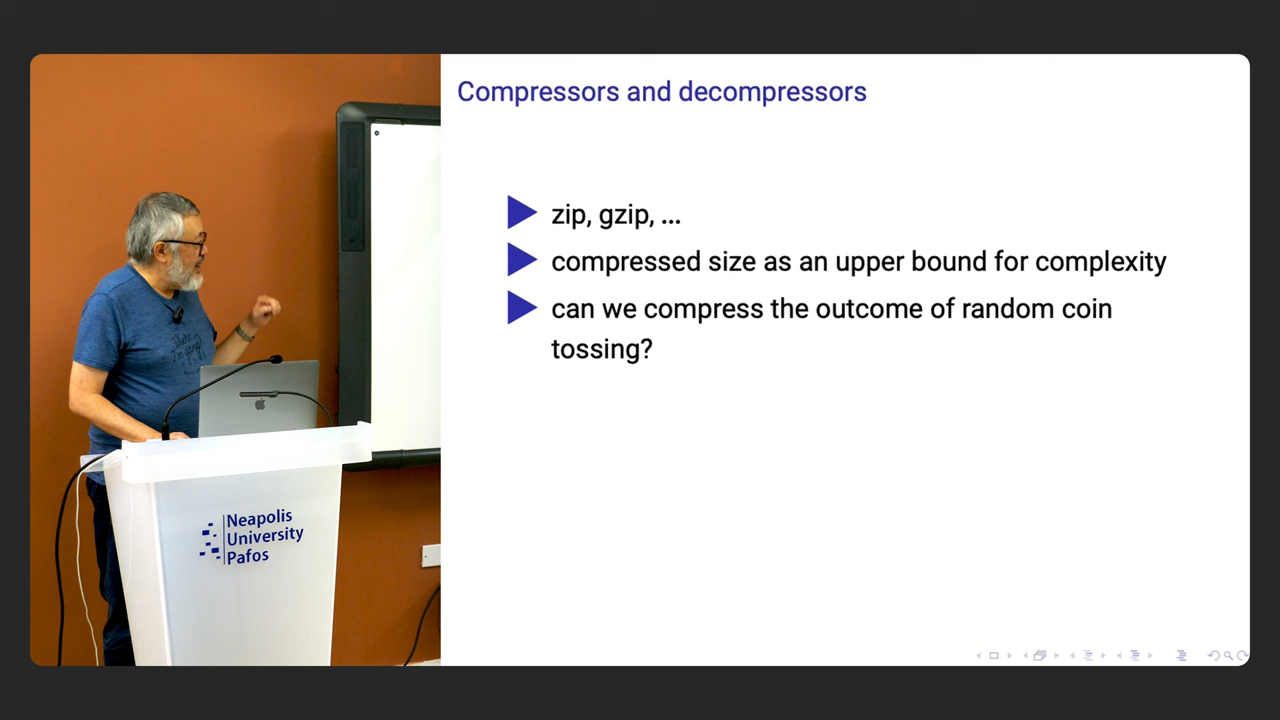 Compressors and decompressors
zip, gzip, ...
compressed size as an upper bound for complexity
can we compress the outcome of random coin
tossing?
Neapolis
University
Pafos